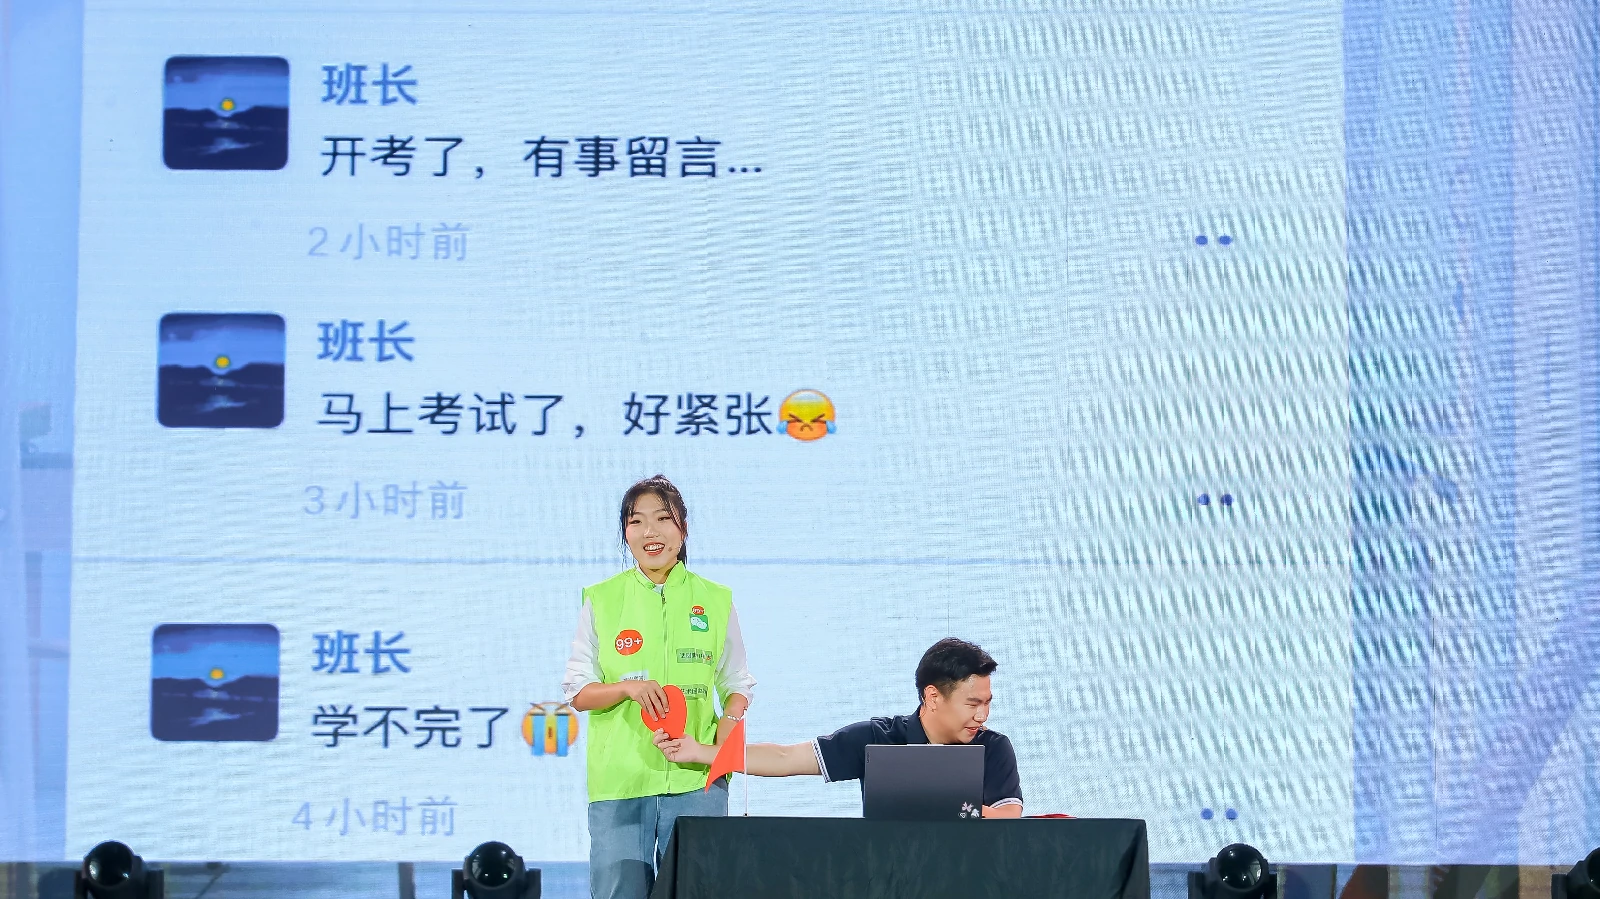 班长
开考了，有事留言...
2小时前
班长
马上考试了，好紧张
3小时前
班长
学不完了
4小时前
99+